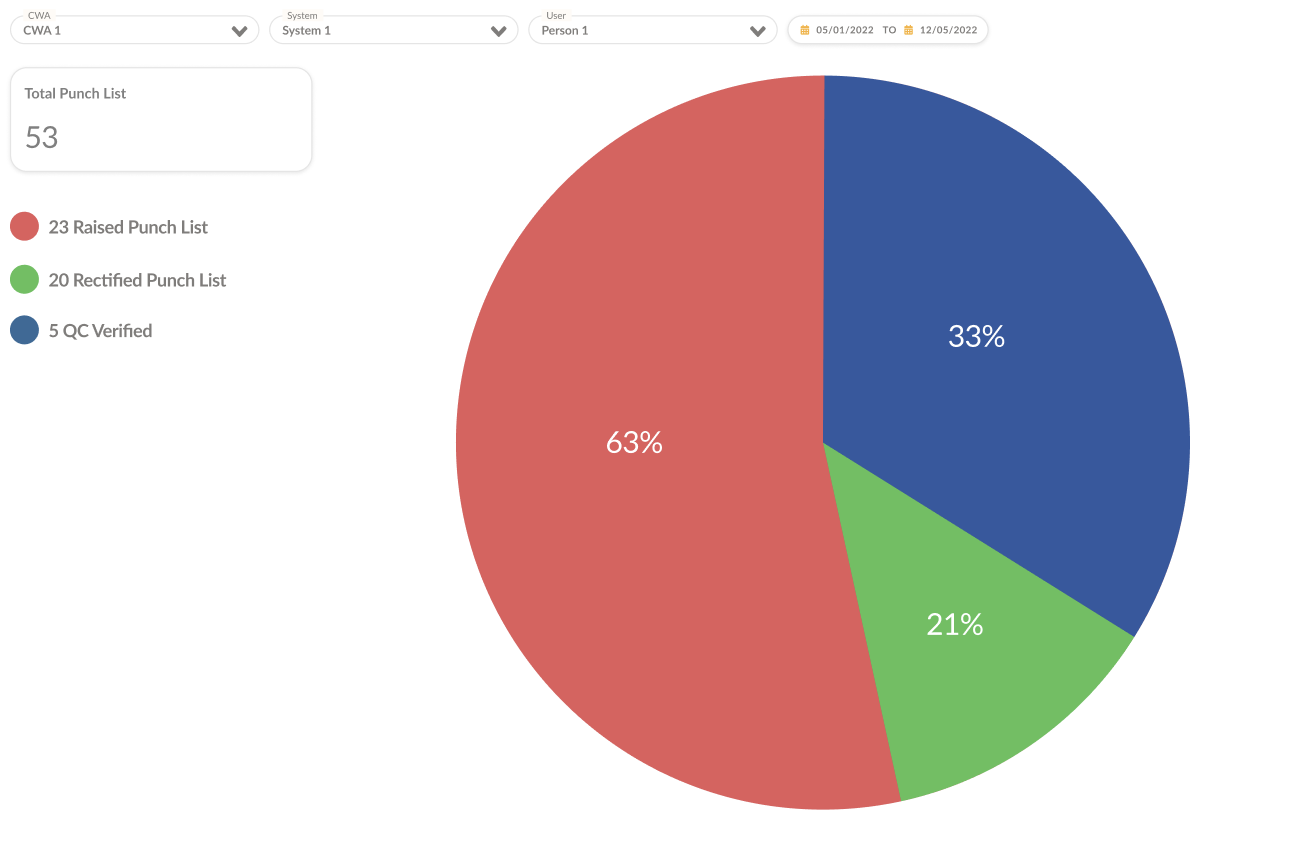 CWA
CWA 1
System
System 1
User
Person 1
05/01/2022 TO 12/05/2022
Total Punch List
53
23 Raised Punch List
20 Rectified Punch List
5 QC Verified
33%
63%
21%